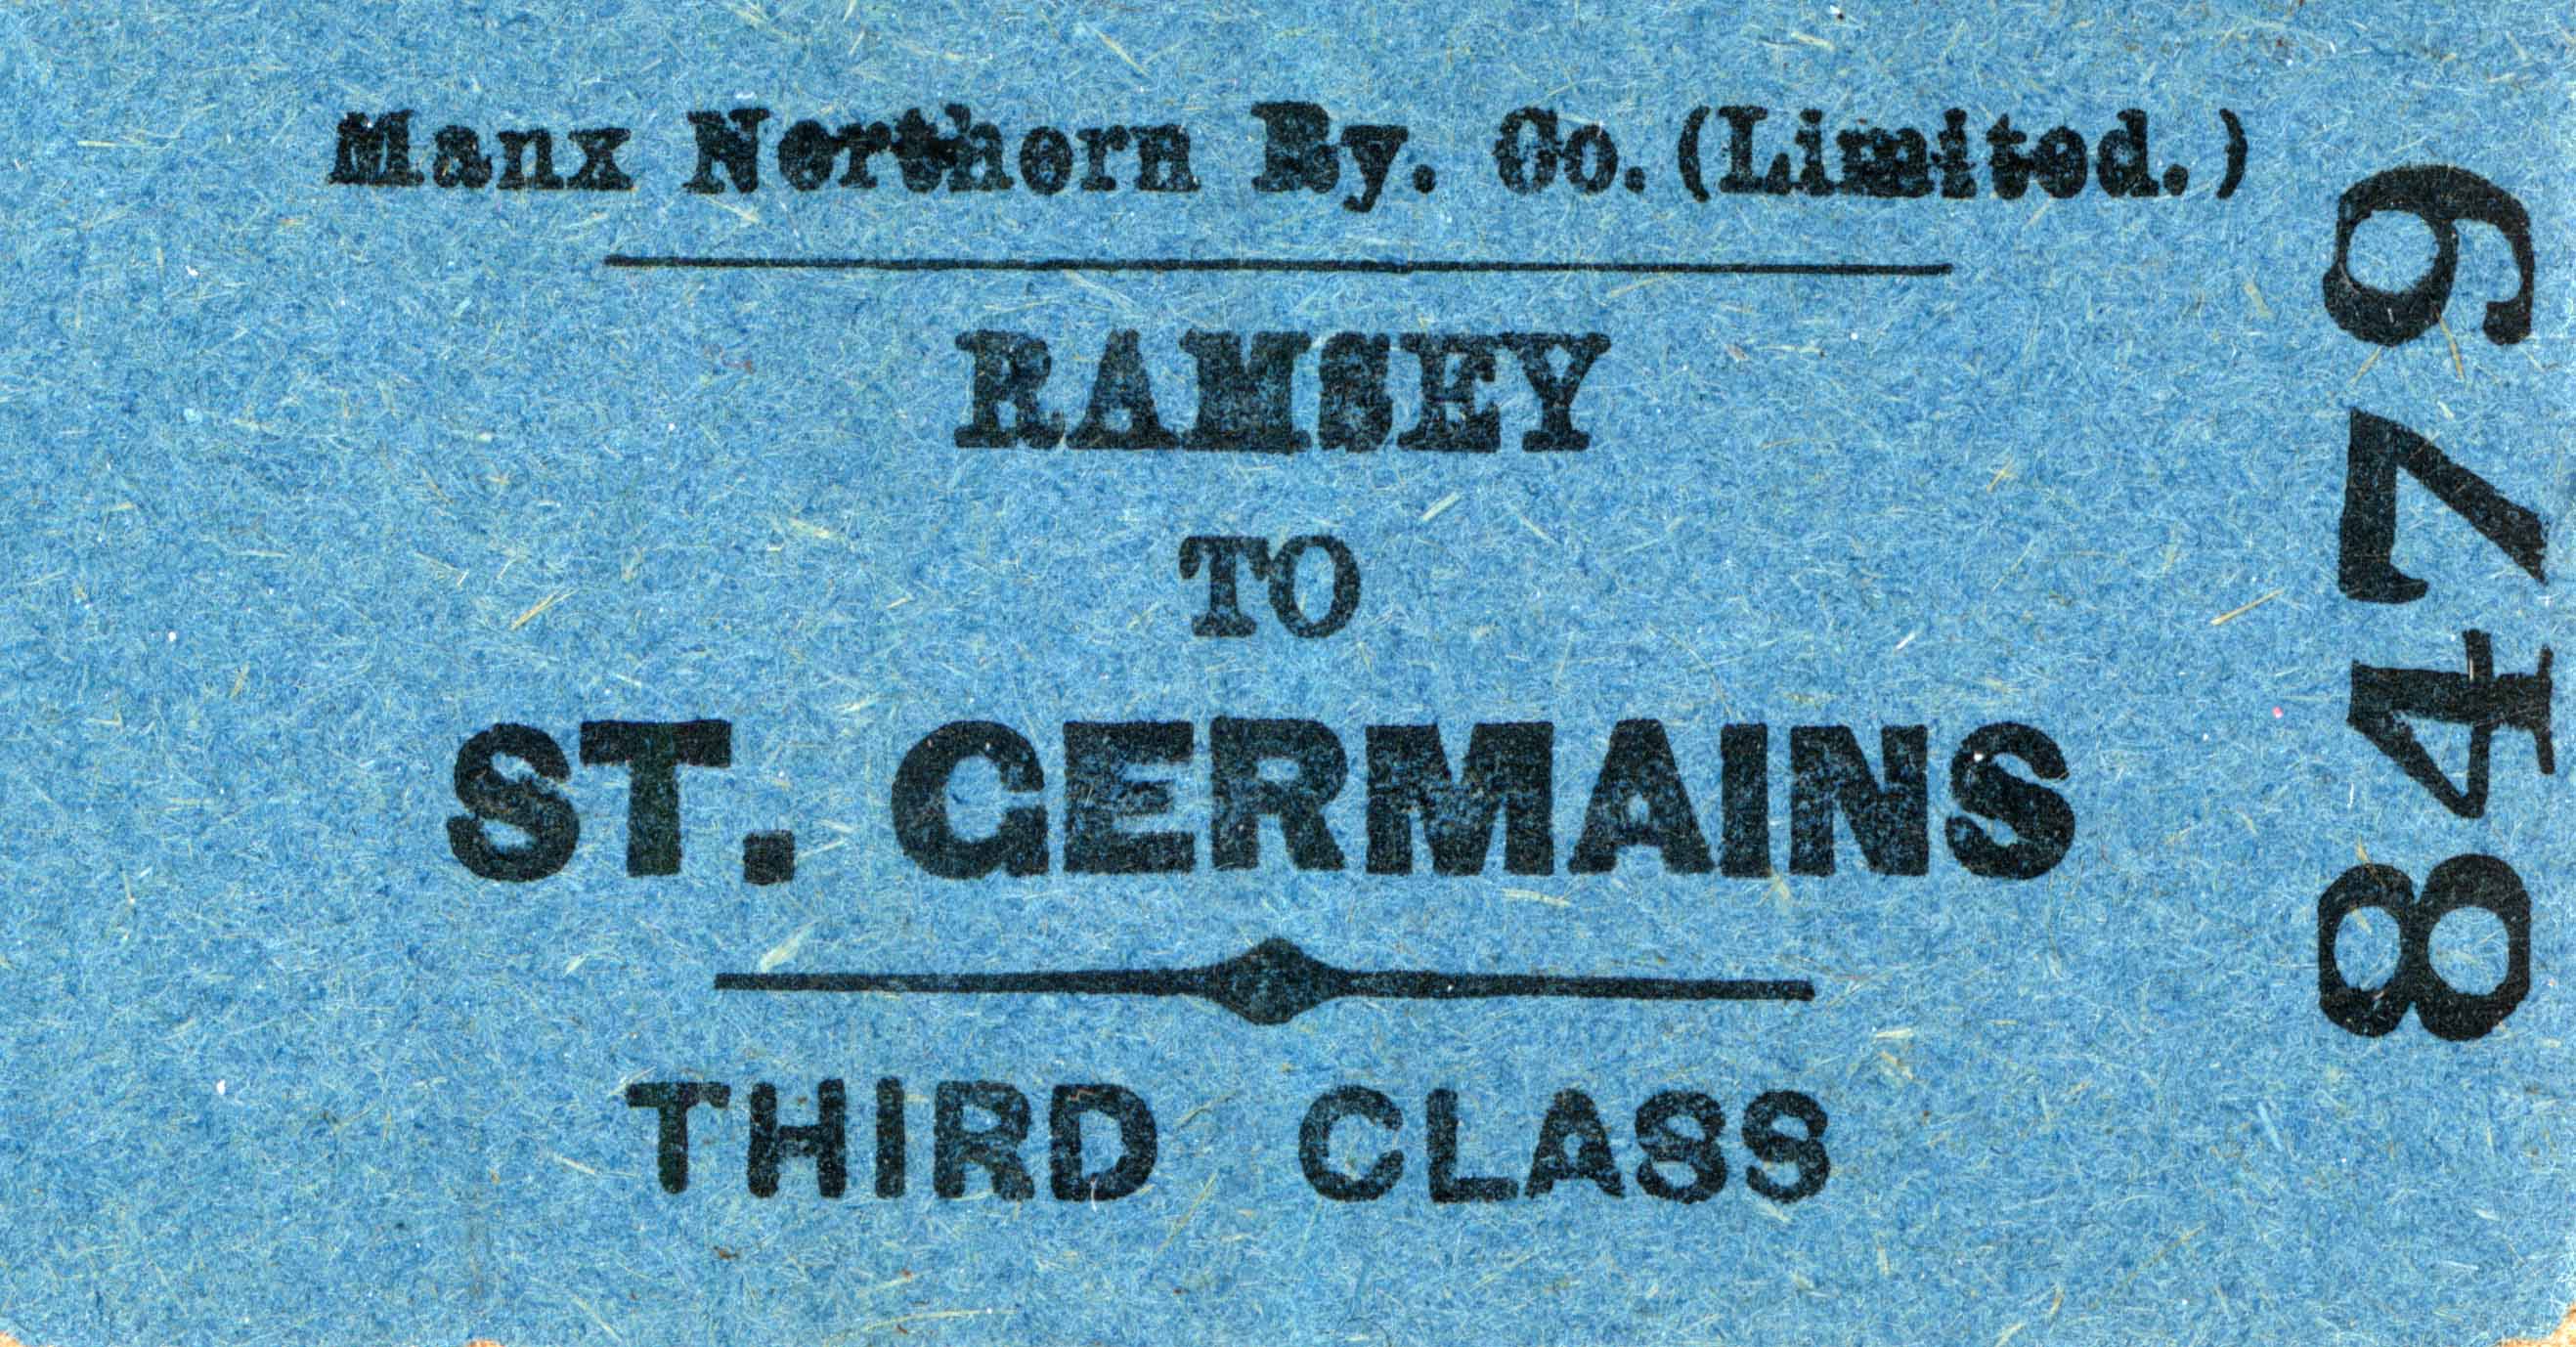 Manx Northern Ry. Co. (Limited.)
RAMSEY
TO
ST. GERMAINS
THIRD CLASS
8479